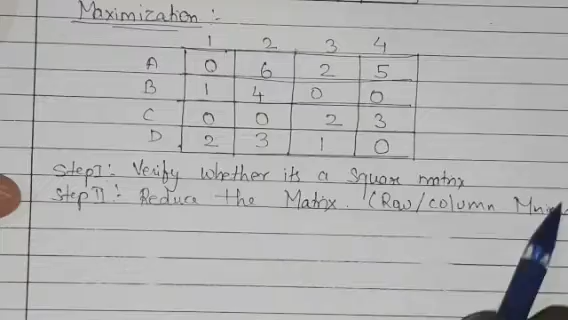 Maximization :-
1 2 3 4
A 0 6 2 5
B 1 4 0 0
C 0 0 2 3
D 2 3 1 0
Step I :- Verify whether its a Square matrix
Step II :- Reduce the Matrix. (Row/column